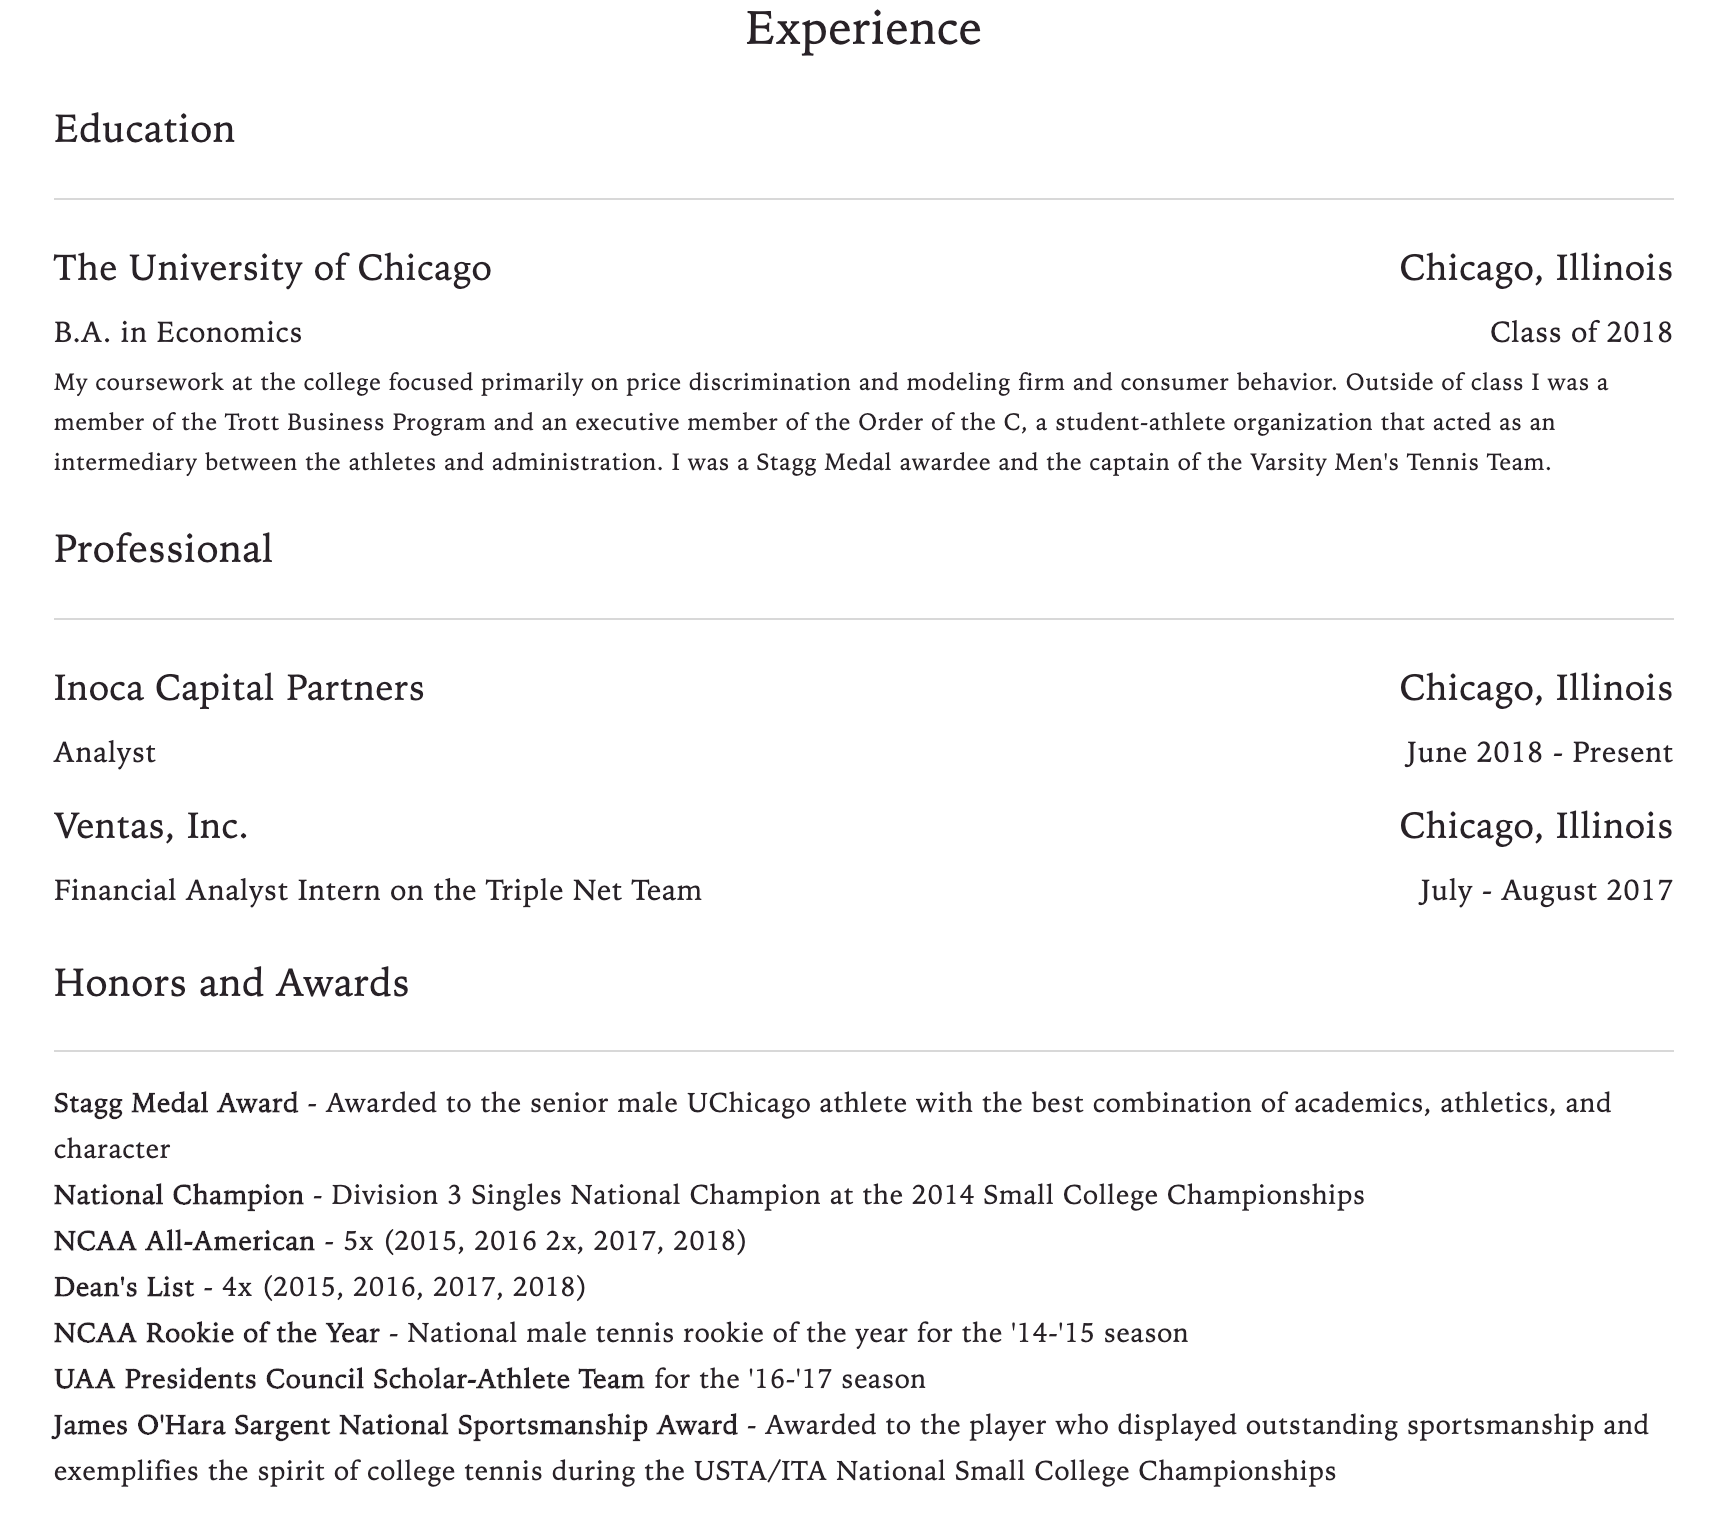 Experience
Education
The University of Chicago Chicago, Illinois
B.A. in Economics Class of 2018
My coursework at the college focused primarily on price discrimination and modeling firm and consumer behavior. Outside of class I was a
member of the Trott Business Program and an executive member of the Order of the C, a student-athlete organization that acted as an
intermediary between the athletes and administration. I was a Stagg Medal awardee and the captain of the Varsity Men's Tennis Team.
Professional
Inoca Capital Partners Chicago, Illinois
Analyst June 2018 - Present
Ventas, Inc. Chicago, Illinois
Financial Analyst Intern on the Triple Net Team July - August 2017
Honors and Awards
Stagg Medal Award - Awarded to the senior male UChicago athlete with the best combination of academics, athletics, and
character
National Champion - Division 3 Singles National Champion at the 2014 Small College Championships
NCAA All-American - 5x (2015, 2016 2x, 2017, 2018)
Dean's List - 4x (2015, 2016, 2017, 2018)
NCAA Rookie of the Year - National male tennis rookie of the year for the '14-'15 season
UAA Presidents Council Scholar-Athlete Team for the '16-'17 season
James O'Hara Sargent National Sportsmanship Award - Awarded to the player who displayed outstanding sportsmanship and
exemplifies the spirit of college tennis during the USTA/ITA National Small College Championships